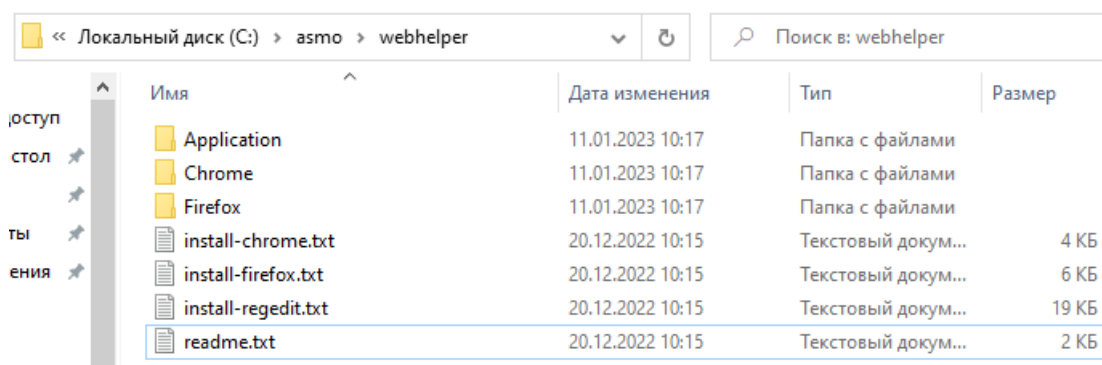 « Локальный диск (C:) › asmo › webhelper Поиск в: webhelper
Имя Дата изменения Тип Размер
Application 11.01.2023 10:17 Папка с файлами
Chrome 11.01.2023 10:17 Папка с файлами
стол Firefox 11.01.2023 10:17 Папка с файлами
install-chrome.txt 20.12.2022 10:15 Текстовый докум... 4 КБ
install-firefox.txt 20.12.2022 10:15 Текстовый докум... 6 КБ
install-regedit.txt 20.12.2022 10:15 Текстовый докум... 19 КБ
readme.txt 20.12.2022 10:15 Текстовый докум... 2 КБ